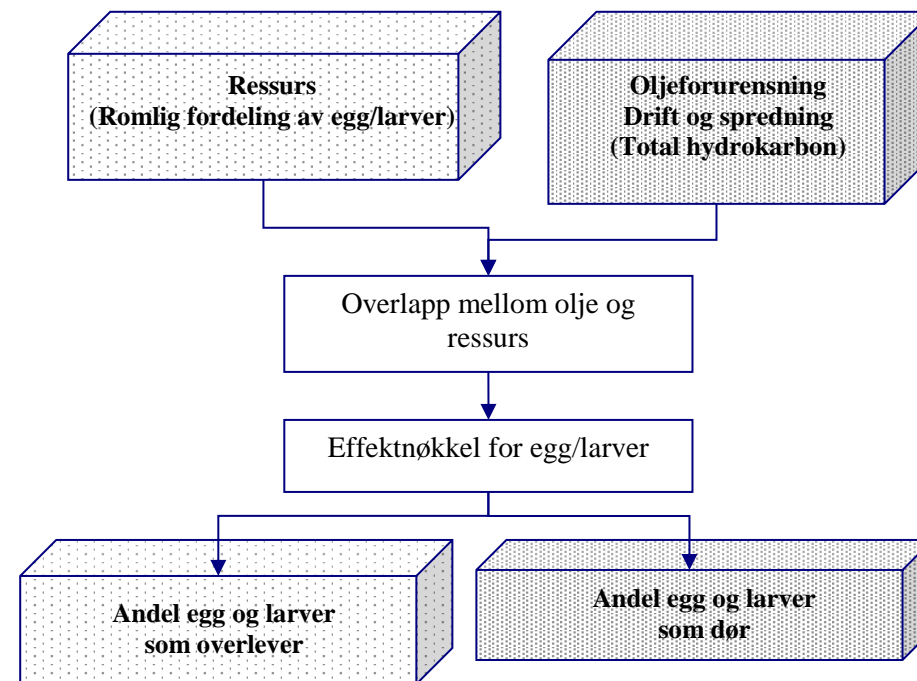 Ressurs
(Romlig fordeling av egg/larver)
Oljeforurensning
Drift og spredning
(Total hydrokarbon)
Overlapp mellom olje og
ressurs
Effektnøkkel for egg/larver
Andel egg og larver
som overlever
Andel egg og larver
som dør